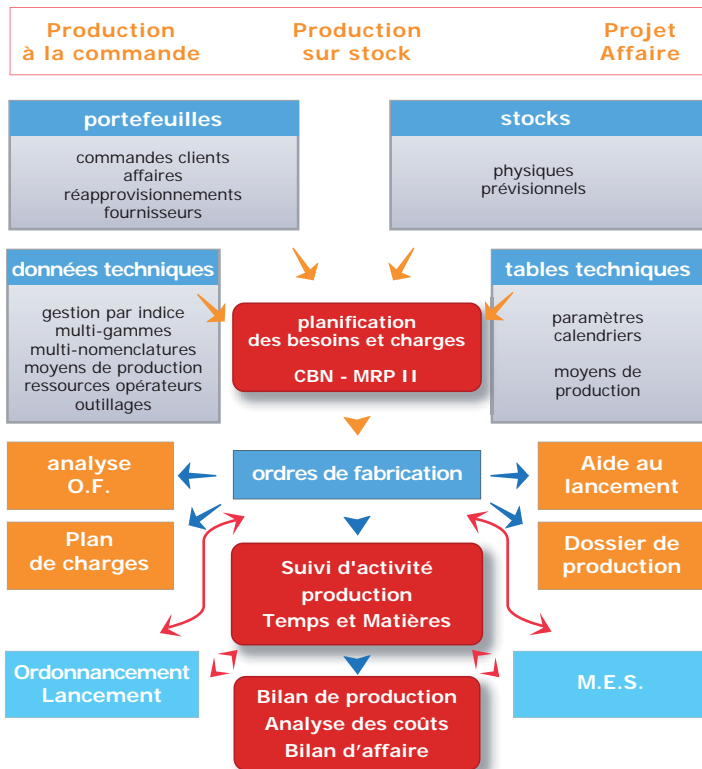 Production
à la commande
Production
sur stock
Projet
Affaire
portefeuilles
commandes clients
affaires
réapprovisionnements
fournisseurs
stocks
physiques
prévisionnels
données techniques
gestion par indice
multi-gammes
multi-nomenclatures
moyens de production
ressources opérateurs
outillages
planification
des besoins et charges
CBN - MRP II
tables techniques
paramètres
calendriers
moyens de
production
analyse
O.F.
ordres de fabrication
Aide au
lancement
Plan
de charges
Dossier de
production
Suivi d'activité
production
Temps et Matières
Ordonnancement
Lancement
M.E.S.
Bilan de production
Analyse des coûts
Bilan d’affaire